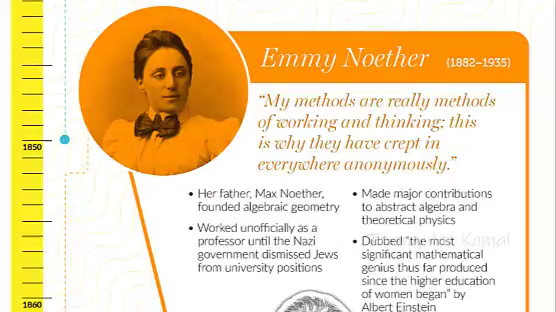 Emmy Noether (1882–1935)
“My methods are really methods
of working and thinking; this
is why they have crept in
everywhere anonymously.”
• Her father, Max Noether,
founded algebraic geometry
• Worked unofficially as a
professor until the Nazi
government dismissed Jews
from university positions
• Made major contributions
to abstract algebra and
theoretical physics
• Dubbed “the most
significant mathematical
genius thus far produced
since the higher education
of women began” by
Albert Einstein
1850
1860
Kamal